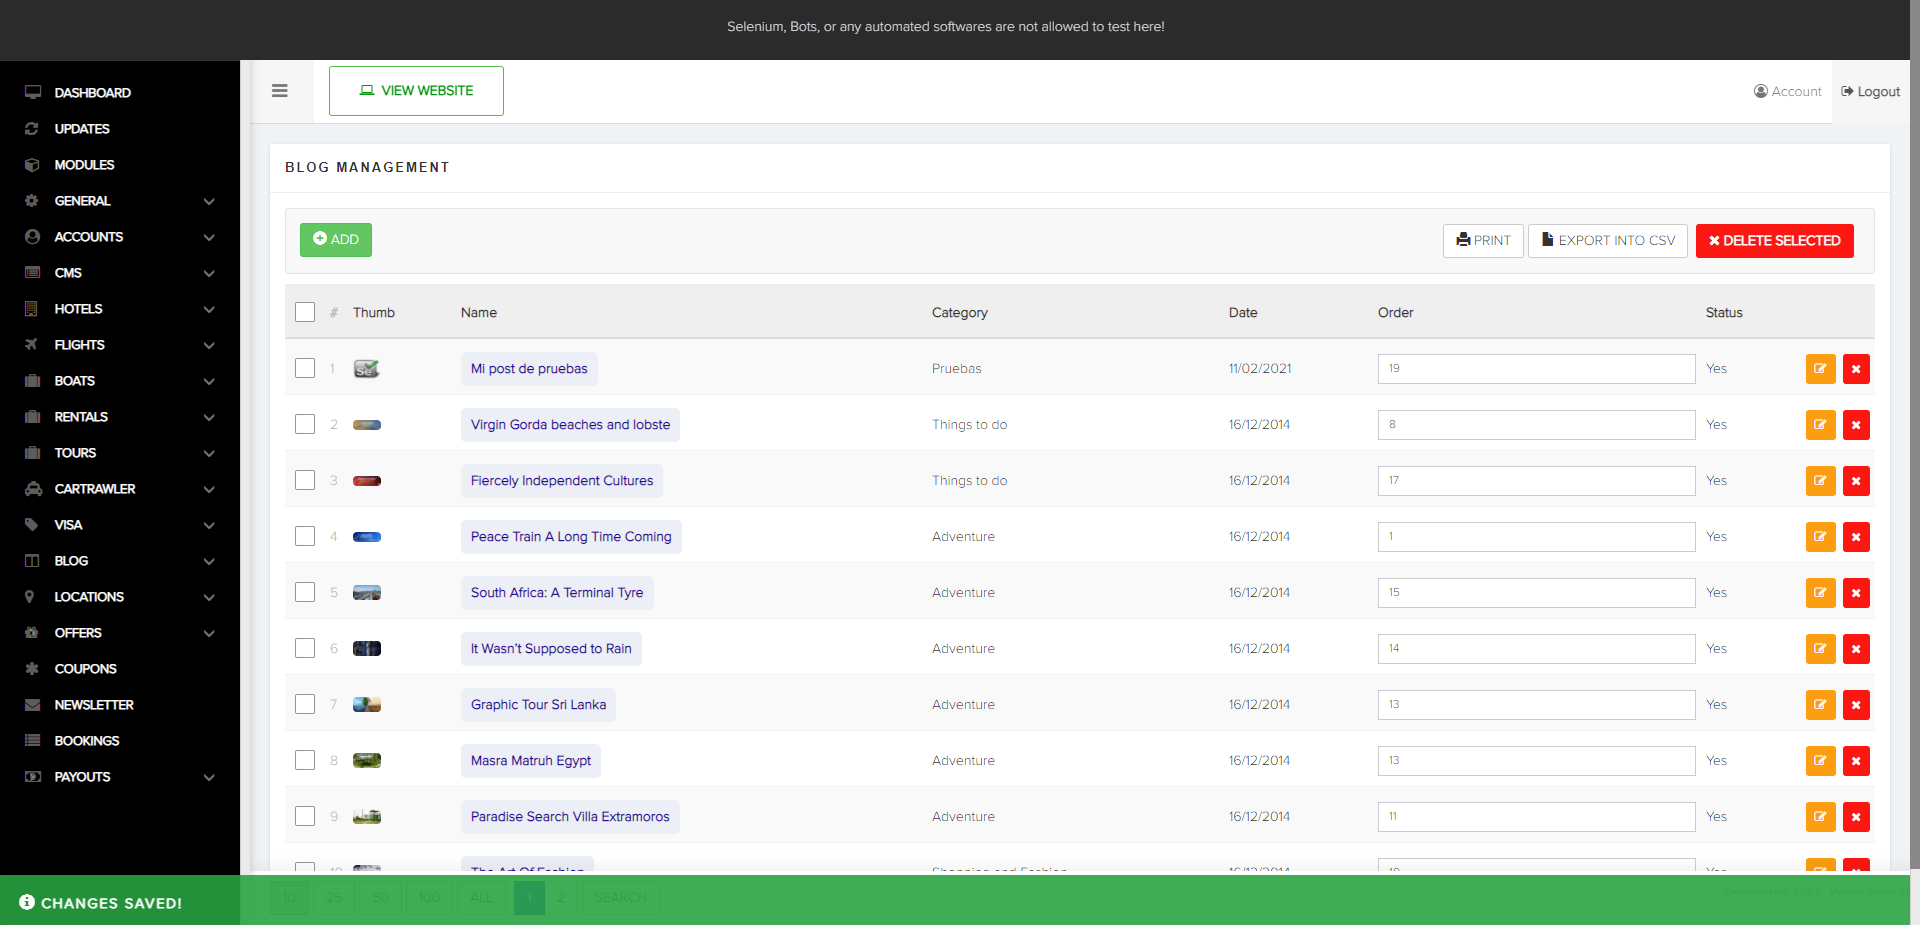 Selenium, Bots, or any automated softwares are not allowed to test here!
VIEW WEBSITE
Account
Logout
DASHBOARD
UPDATES
MODULES
GENERAL
ACCOUNTS
CMS
HOTELS
FLIGHTS
BOATS
RENTALS
TOURS
CARTRAWLER
VISA
BLOG
LOCATIONS
OFFERS
COUPONS
NEWSLETTER
BOOKINGS
PAYOUTS
BLOG MANAGEMENT
ADD
PRINT
EXPORT INTO CSV
DELETE SELECTED
# Thumb Name Category Date Order Status
1 Se Mi post de pruebas Pruebas 11/02/2021 19 Yes
2 Virgin Gorda beaches and lobste Things to do 16/12/2014 8 Yes
3 Fiercely Independent Cultures Things to do 16/12/2014 17 Yes
4 Peace Train A Long Time Coming Adventure 16/12/2014 1 Yes
5 South Africa: A Terminal Tyre Adventure 16/12/2014 15 Yes
6 It Wasn't Supposed to Rain Adventure 16/12/2014 14 Yes
7 Graphic Tour Sri Lanka Adventure 16/12/2014 13 Yes
8 Masra Matruh Egypt Adventure 16/12/2014 13 Yes
9 Paradise Search Villa Extramoros Adventure 16/12/2014 11 Yes
10 The Art Of Fashion Shopping and Fashion 16/12/2014 10 Yes
10 25 50 100 ALL 1 2 SEARCH
CHANGES SAVED!